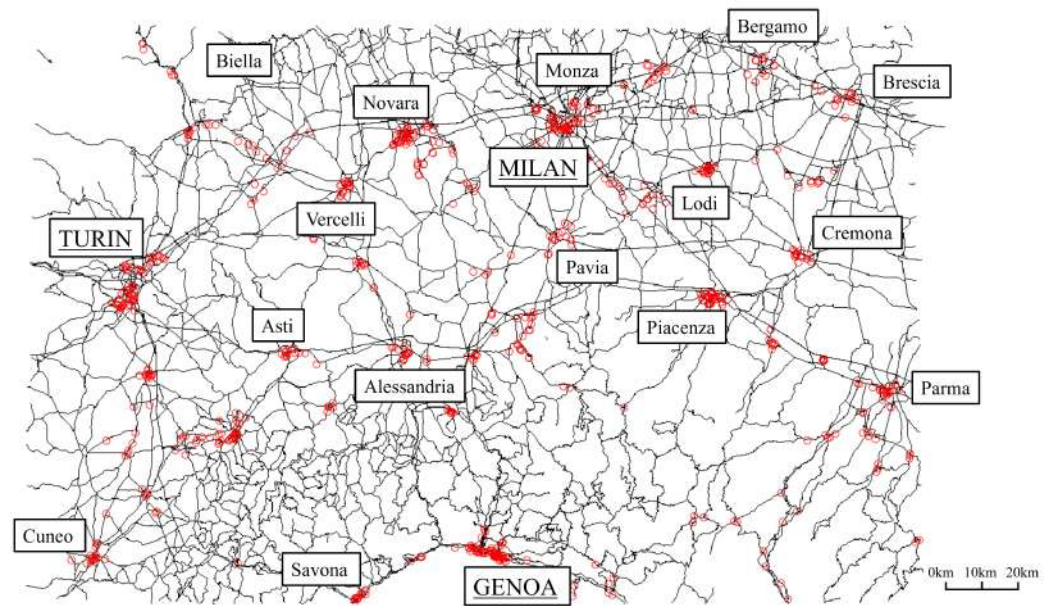 Bergamo
Biella
Monza
Brescia
Novara
MILAN
Lodi
Vercelli
TURIN
Cremona
Pavia
Asti
Piacenza
Alessandria
Parma
Cuneo
Savona
GENOA
0km 10km 20km